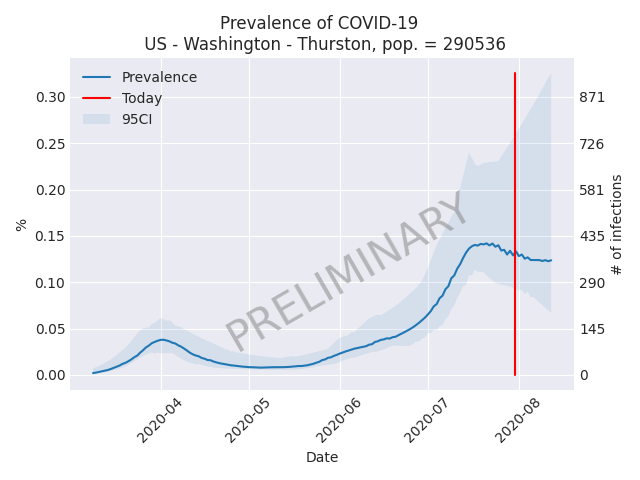 Prevalence of COVID-19
US - Washington - Thurston, pop. = 290536
Prevalence
Today
95CI
0.30
0.25
0.20
0.15
0.10
0.05
0.00
%
871
726
581
435
290
145
0
# of infections
PRELIMINARY
2020-04
2020-05
2020-06
2020-07
2020-08
Date